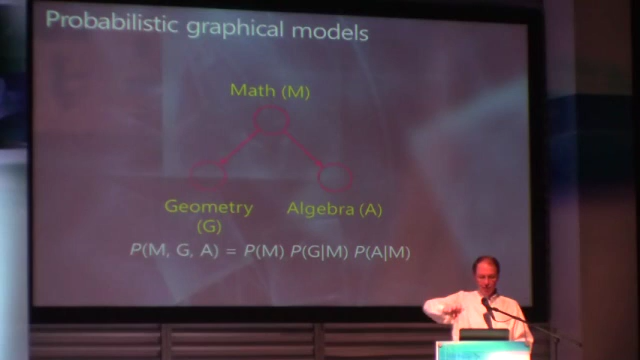 Probabilistic graphical models
Math (M)
Geometry
(G)
Algebra (A)
P(M, G, A) = P(M) P(G|M) P(A|M)